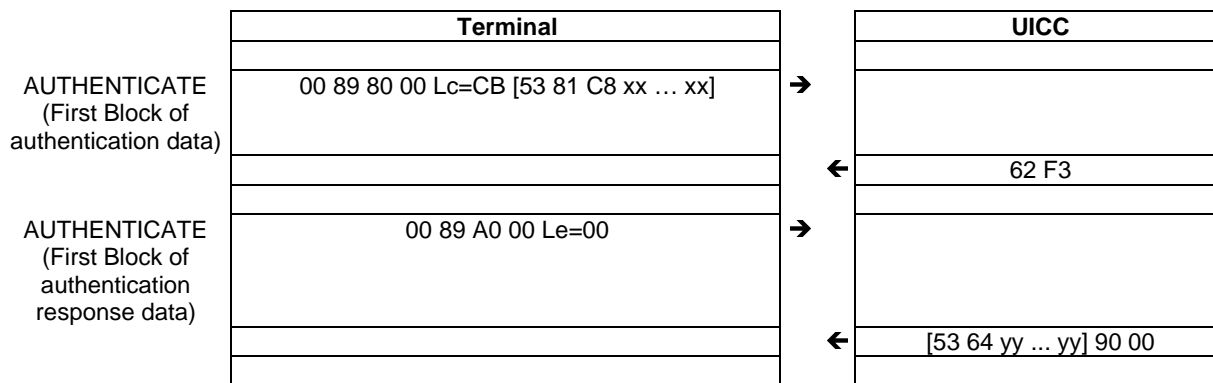 Terminal UICC
AUTHENTICATE 00 89 80 00 Lc=CB [53 81 C8 xx … xx] ➔
(First Block of
authentication data)
🡸 62 F3
AUTHENTICATE 00 89 A0 00 Le=00 ➔
(First Block of
authentication
response data)
🡸 [53 64 yy ... yy] 90 00